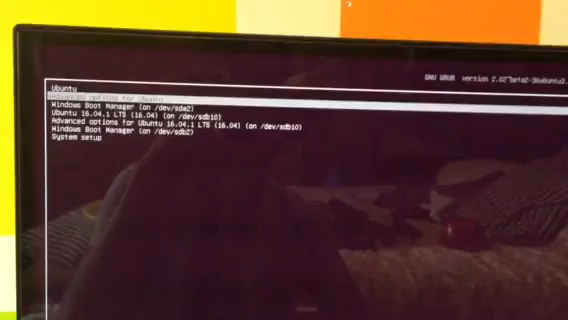 GNU GRUB version 2.02~beta2-36ubuntu3.
Ubuntu
Advanced options for Ubuntu
Windows Boot Manager (on /dev/sda2)
Ubuntu 16.04.1 LTS (16.04) (on /dev/sdb10)
Advanced options for Ubuntu 16.04.1 LTS (16.04) (on /dev/sdb10)
Windows Boot Manager (on /dev/sdb2)
System setup